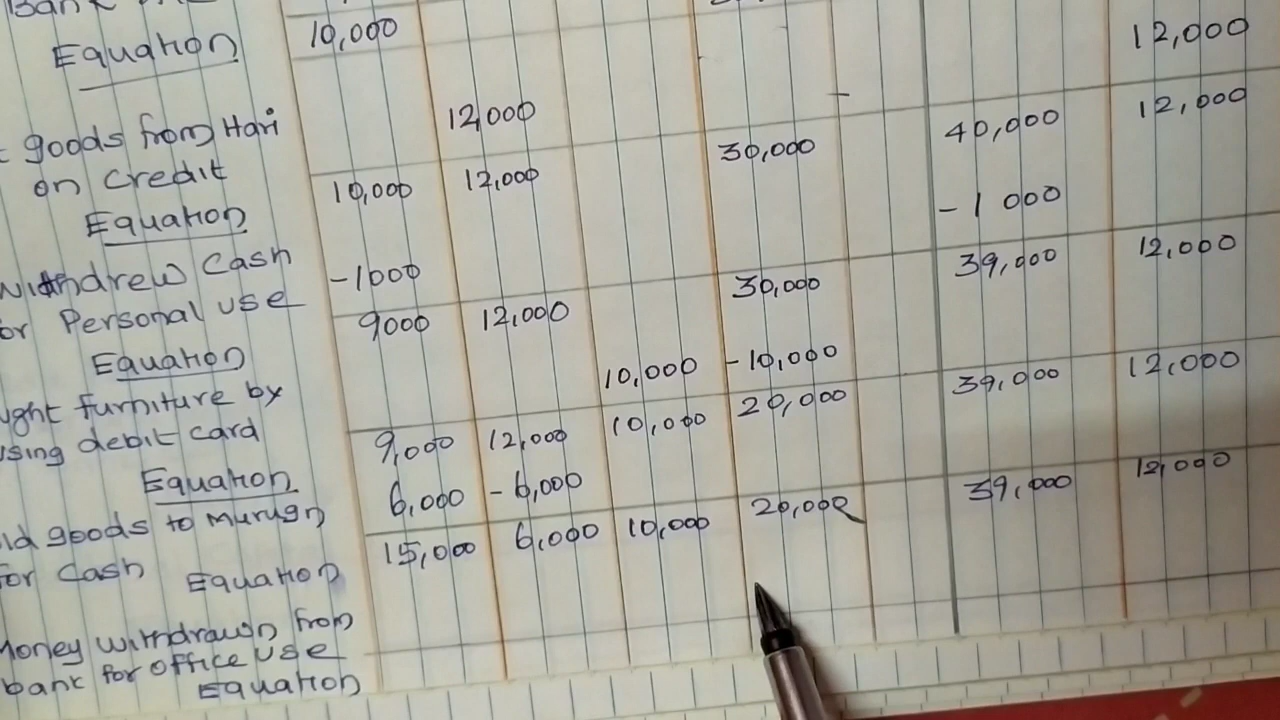 Bank
Equation 10,000 12,000
goods from Hari 12,000 30,000 40,000 12,000
on credit
Equation 10,000 12,000
Withdrew Cash -1000 -1 000
or Personal use 9000 12,000 30,000 39,000 12,000
Equation
ught furniture by 10,000 -10,000
using debit card 9,000 12,000 10,000 20,000 39,000 12,000
Equation
ld goods to Murugn 6,000 -6,000
for Cash 15,000 6,000 10,000 20,000 39,000 12,000
Equation
Money withdrawn from
bank for office use
Equation